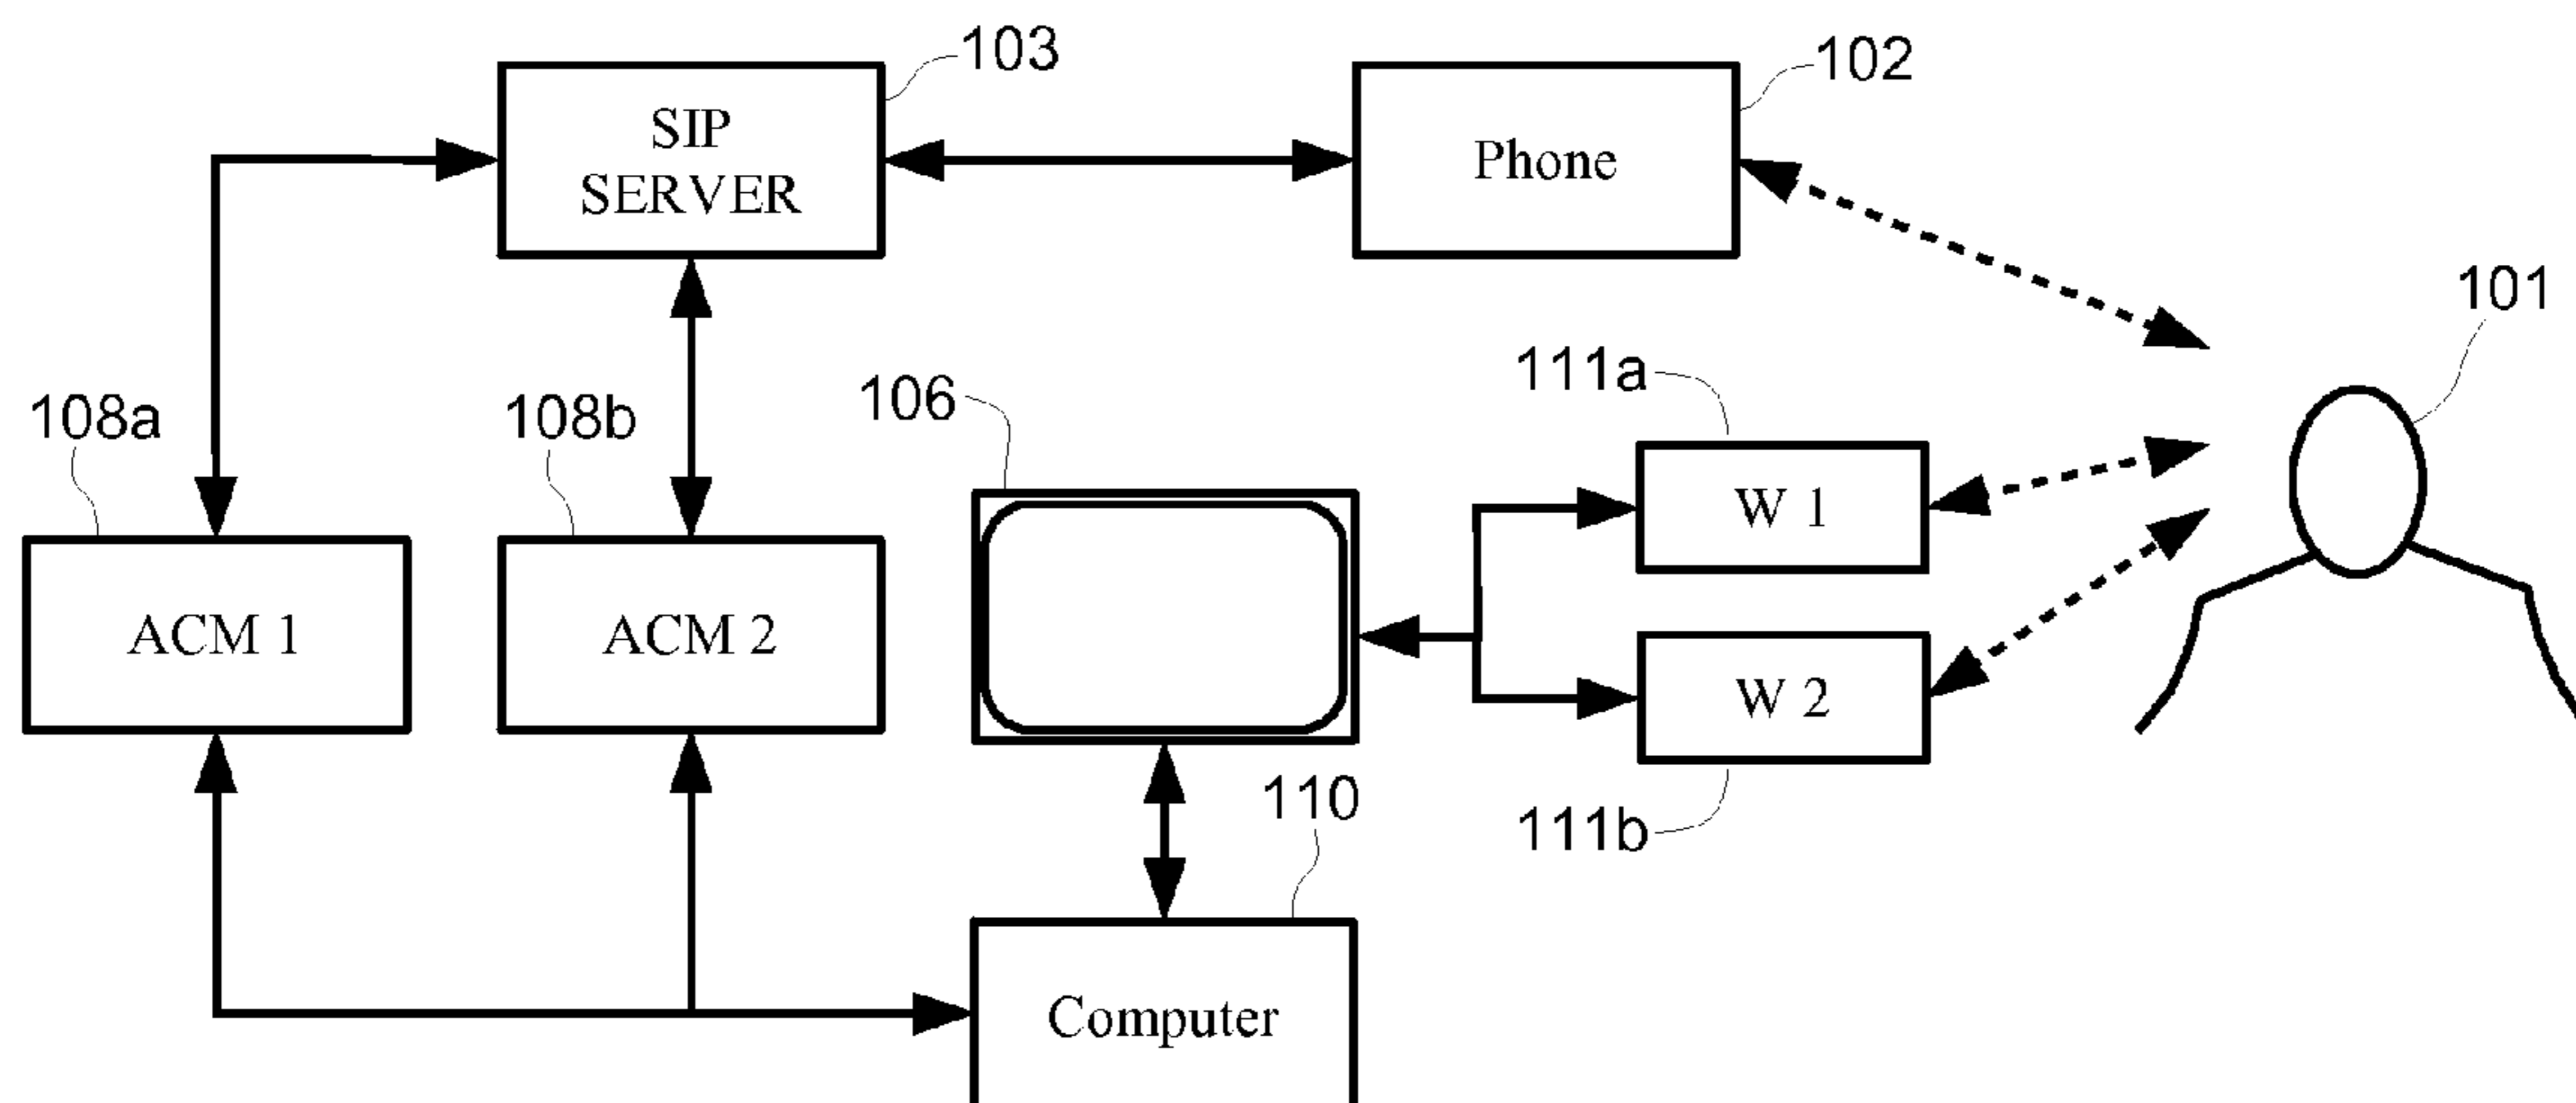 103
102
SIP
SERVER
Phone
101
111a
106
108a
108b
W 1
ACM 1
ACM 2
W 2
110
111b
Computer